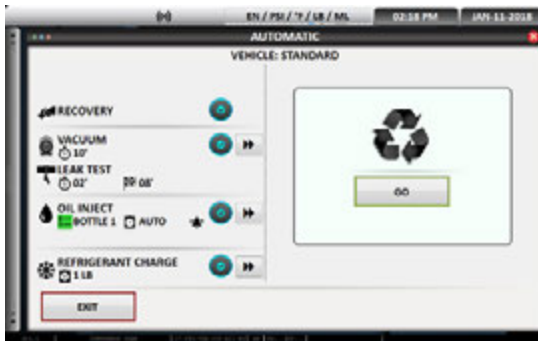 EN / PSI / °F / LB / ML 02:18 PM JAN-11-2018
AUTOMATIC
VEHICLE: STANDARD
RECOVERY
VACUUM
10'
LEAK TEST
02' 08'
OIL INJECT
BOTTLE 1 AUTO
REFRIGERANT CHARGE
1 LB
GO
EXIT